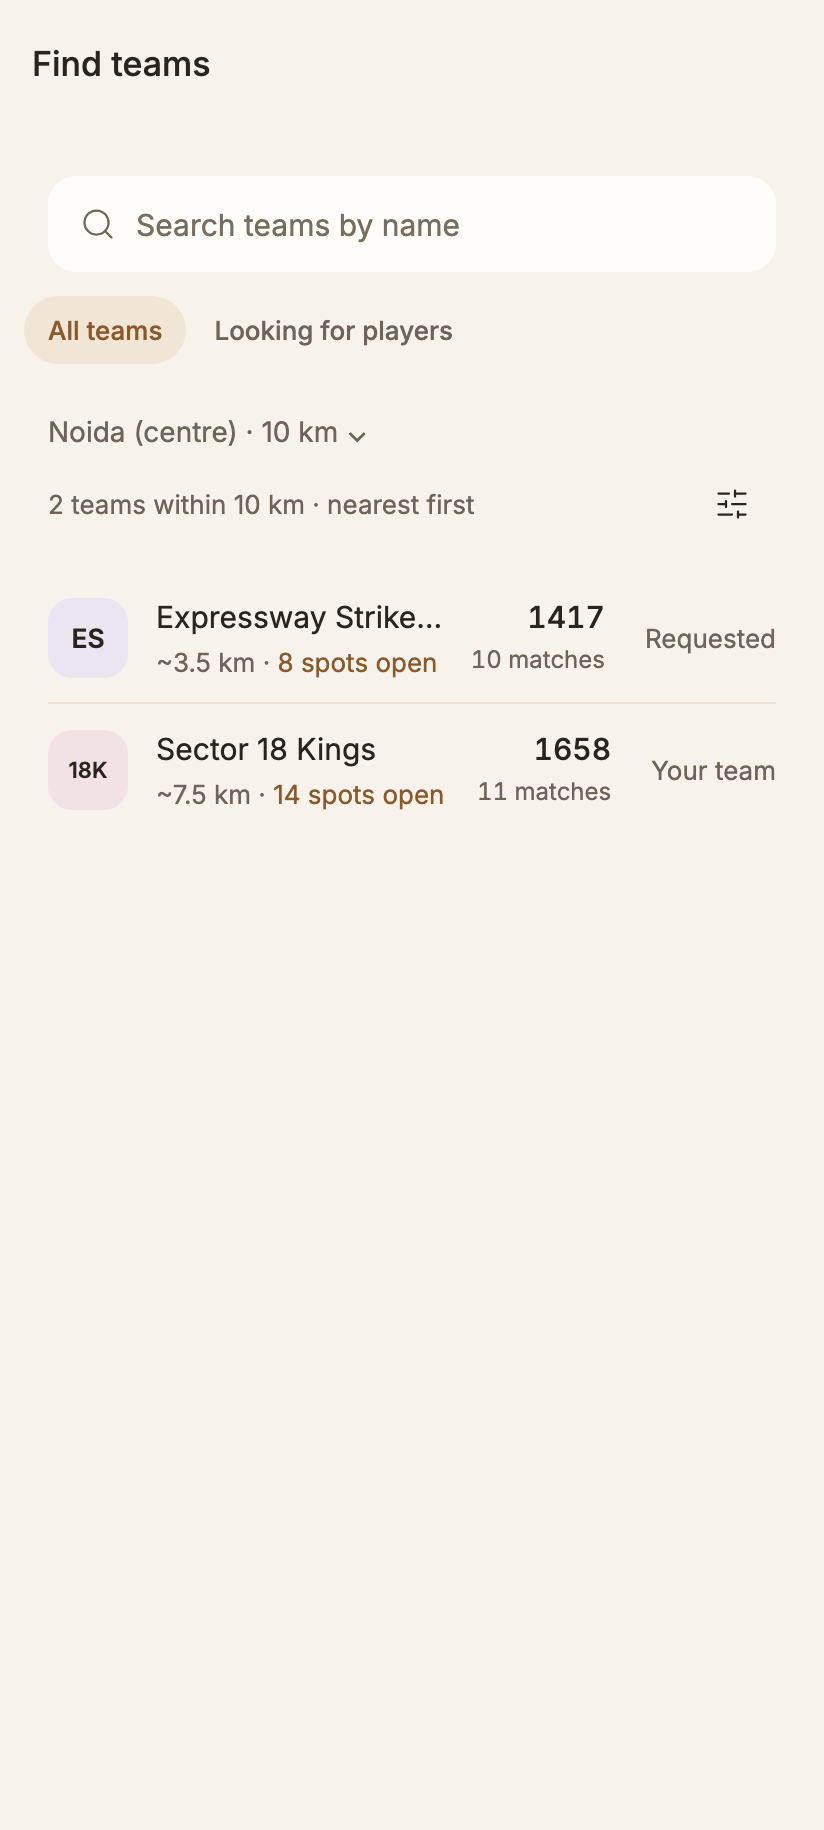 Find teams
Search teams by name
All teams Looking for players
Noida (centre) · 10 km
2 teams within 10 km · nearest first
ES Expressway Strike... 1417 Requested
~3.5 km · 8 spots open 10 matches
18K Sector 18 Kings 1658 Your team
~7.5 km · 14 spots open 11 matches